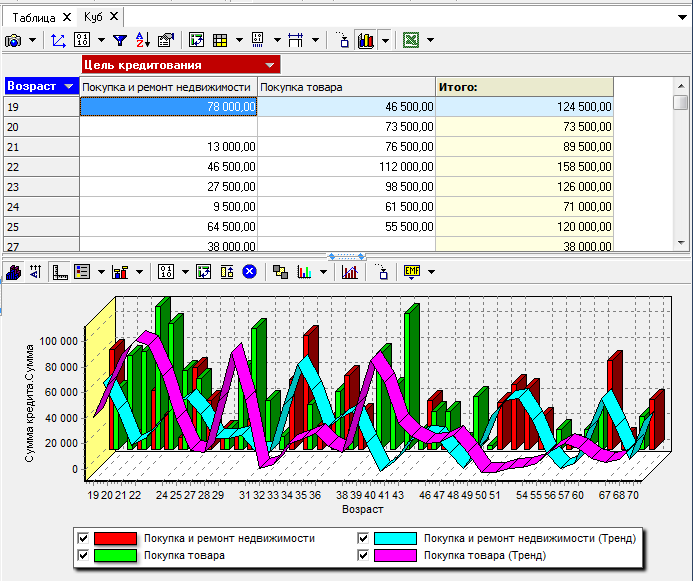 Таблица X Куб X
Цель кредитования
Возраст Покупка и ремонт недвижимости Покупка товара Итого:
19 78 000,00 46 500,00 124 500,00
20 73 500,00 73 500,00
21 13 000,00 76 500,00 89 500,00
22 46 500,00 112 000,00 158 500,00
23 27 500,00 98 500,00 126 000,00
24 9 500,00 61 500,00 71 000,00
25 64 500,00 55 500,00 120 000,00
27 38 000,00 38 000,00
EMF
Сумма кредита.Сумма
100 000
80 000
60 000
40 000
20 000
0
19 20 21 22 24 25 27 28 29 31 32 33 34 35 36 38 39 40 41 43 46 47 48 49 50 51 54 55 56 57 60 67 68 70
Возраст
Покупка и ремонт недвижимости Покупка и ремонт недвижимости (Тренд)
Покупка товара Покупка товара (Тренд)